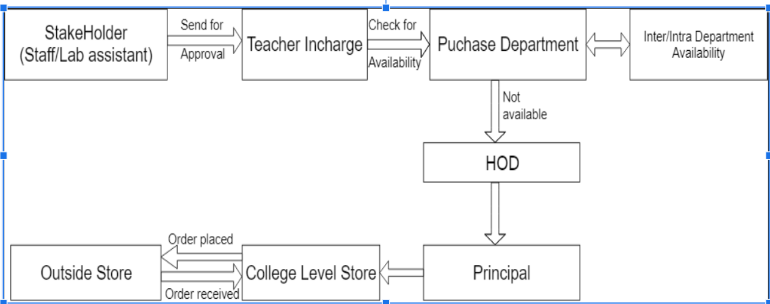 StakeHolder
(Staff/Lab assistant)
Send for
Approval
Teacher Incharge
Check for
Availability
Puchase Department
Inter/Intra Department
Availability
Not
available
HOD
Principal
College Level Store
Order placed
Order received
Outside Store